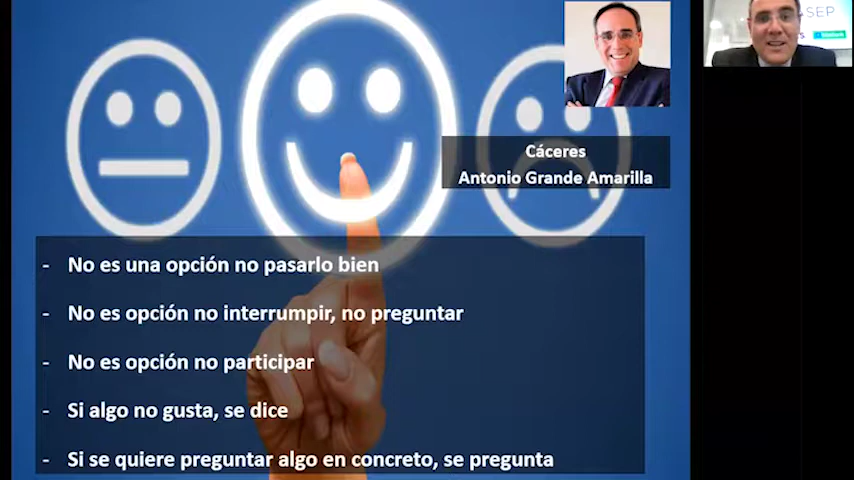 SEP
Cáceres
Antonio Grande Amarilla
- No es una opción no pasarlo bien
- No es opción no interrumpir, no preguntar
- No es opción no participar
- Si algo no gusta, se dice
- Si se quiere preguntar algo en concreto, se pregunta